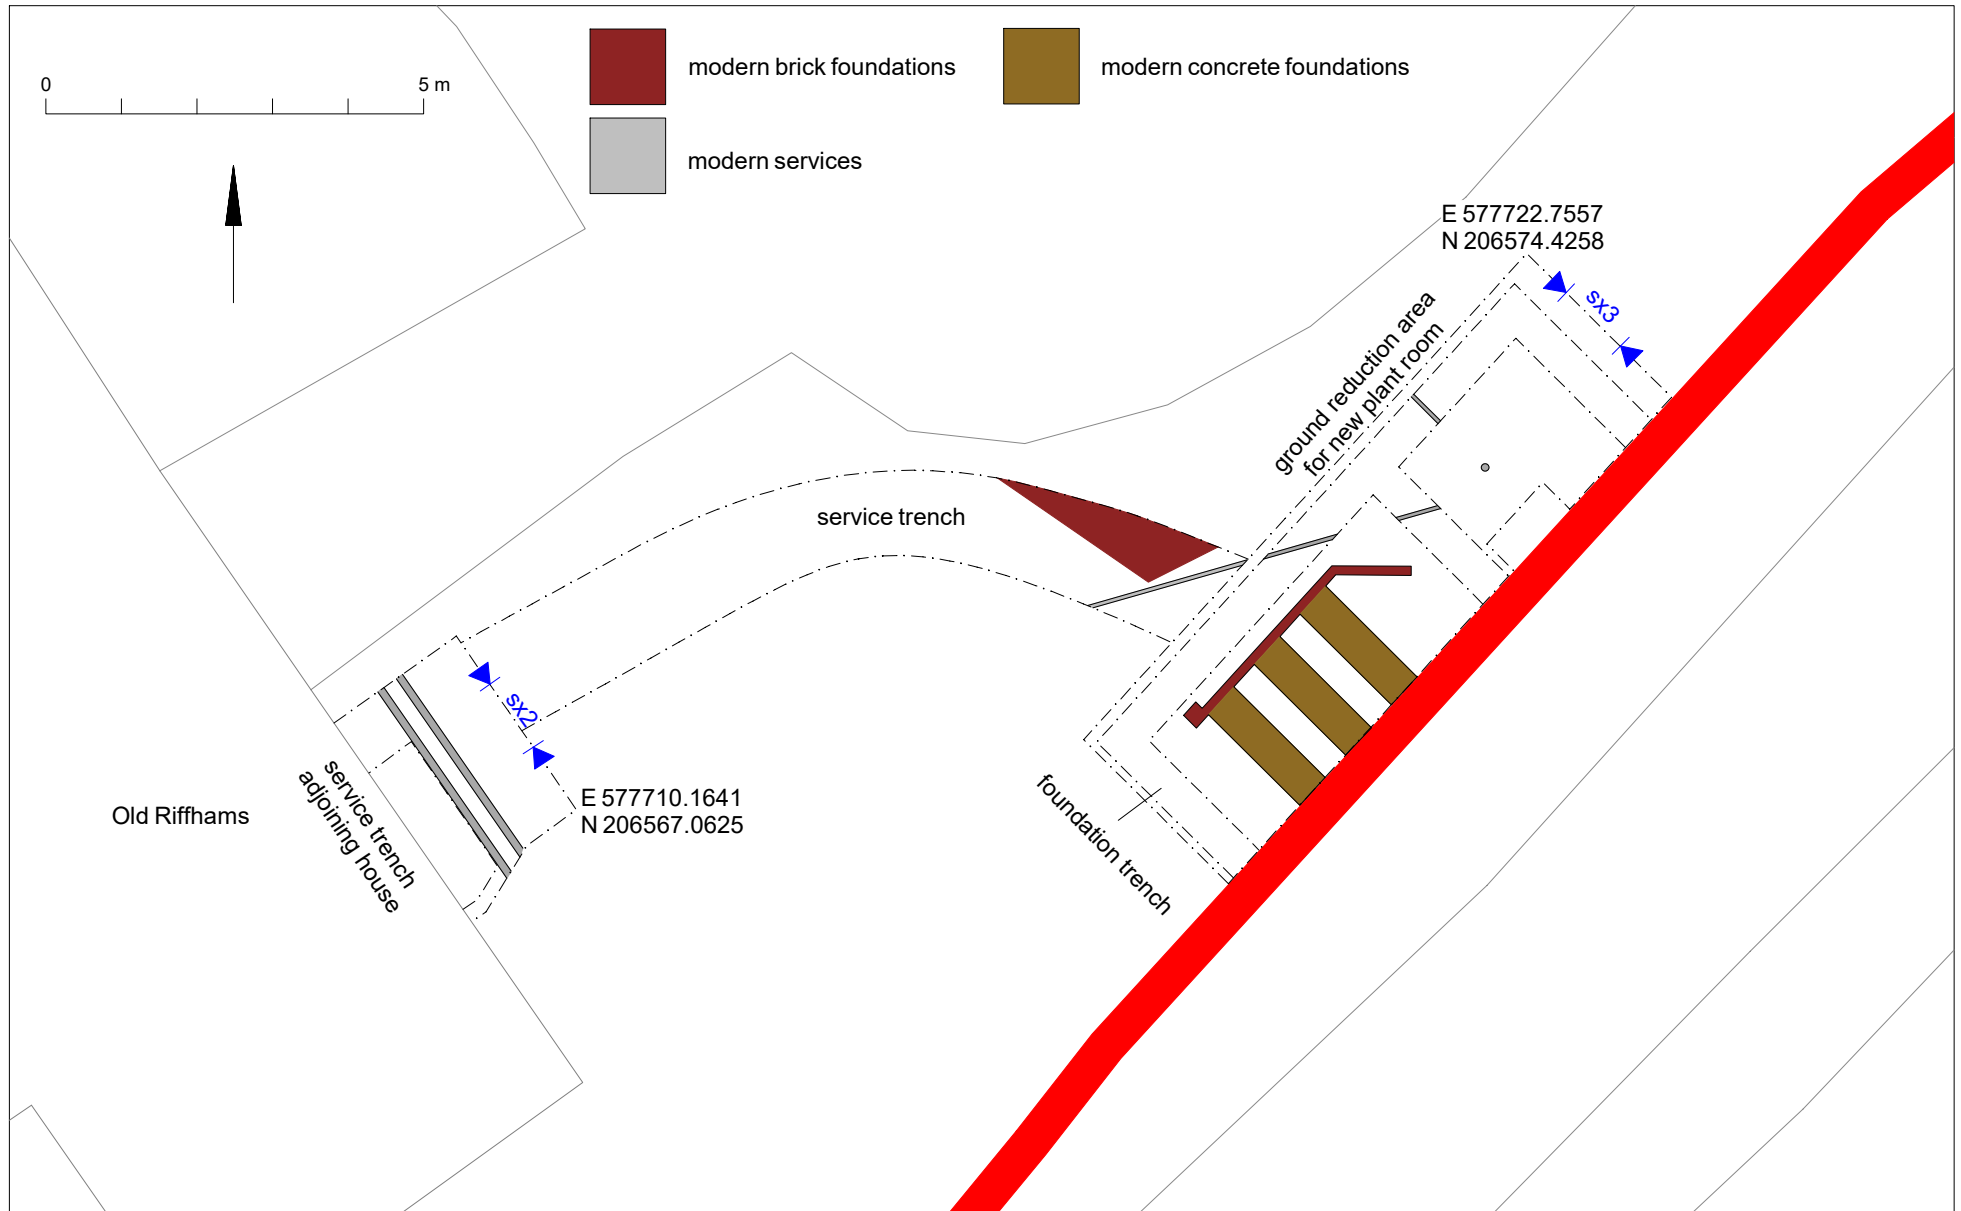 0
5 m
modern brick foundations
modern concrete foundations
modern services
E 577722.7557
N 206574.4258
sx3
ground reduction area
for new plant room
service trench
sx2
E 577710.1641
N 206567.0625
service trench
adjoining house
Old Riffhams
foundation trench